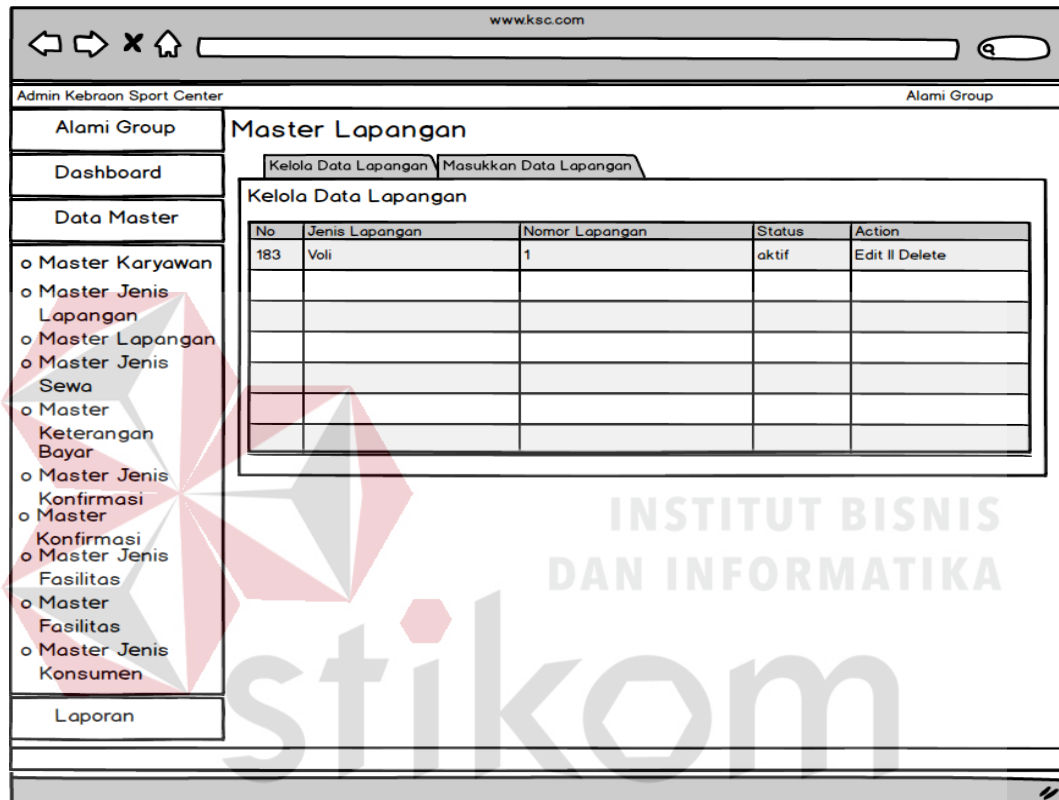 www.ksc.com
Admin Kebraon Sport Center
Alami Group
Alami Group
Dashboard
Data Master
o Master Karyawan
o Master Jenis
Lapangan
o Master Lapangan
o Master Jenis
Sewa
o Master
Keterangan
Bayar
o Master Jenis
Konfirmasi
o Master
Konfirmasi
o Master Jenis
Fasilitas
o Master
Fasilitas
o Master Jenis
Konsumen
Laporan
Master Lapangan
Kelola Data Lapangan Masukkan Data Lapangan
Kelola Data Lapangan
No Jenis Lapangan Nomor Lapangan Status Action
183 Voli 1 aktif Edit II Delete
INSTITUT BISNIS
DAN INFORMATIKA
stikom